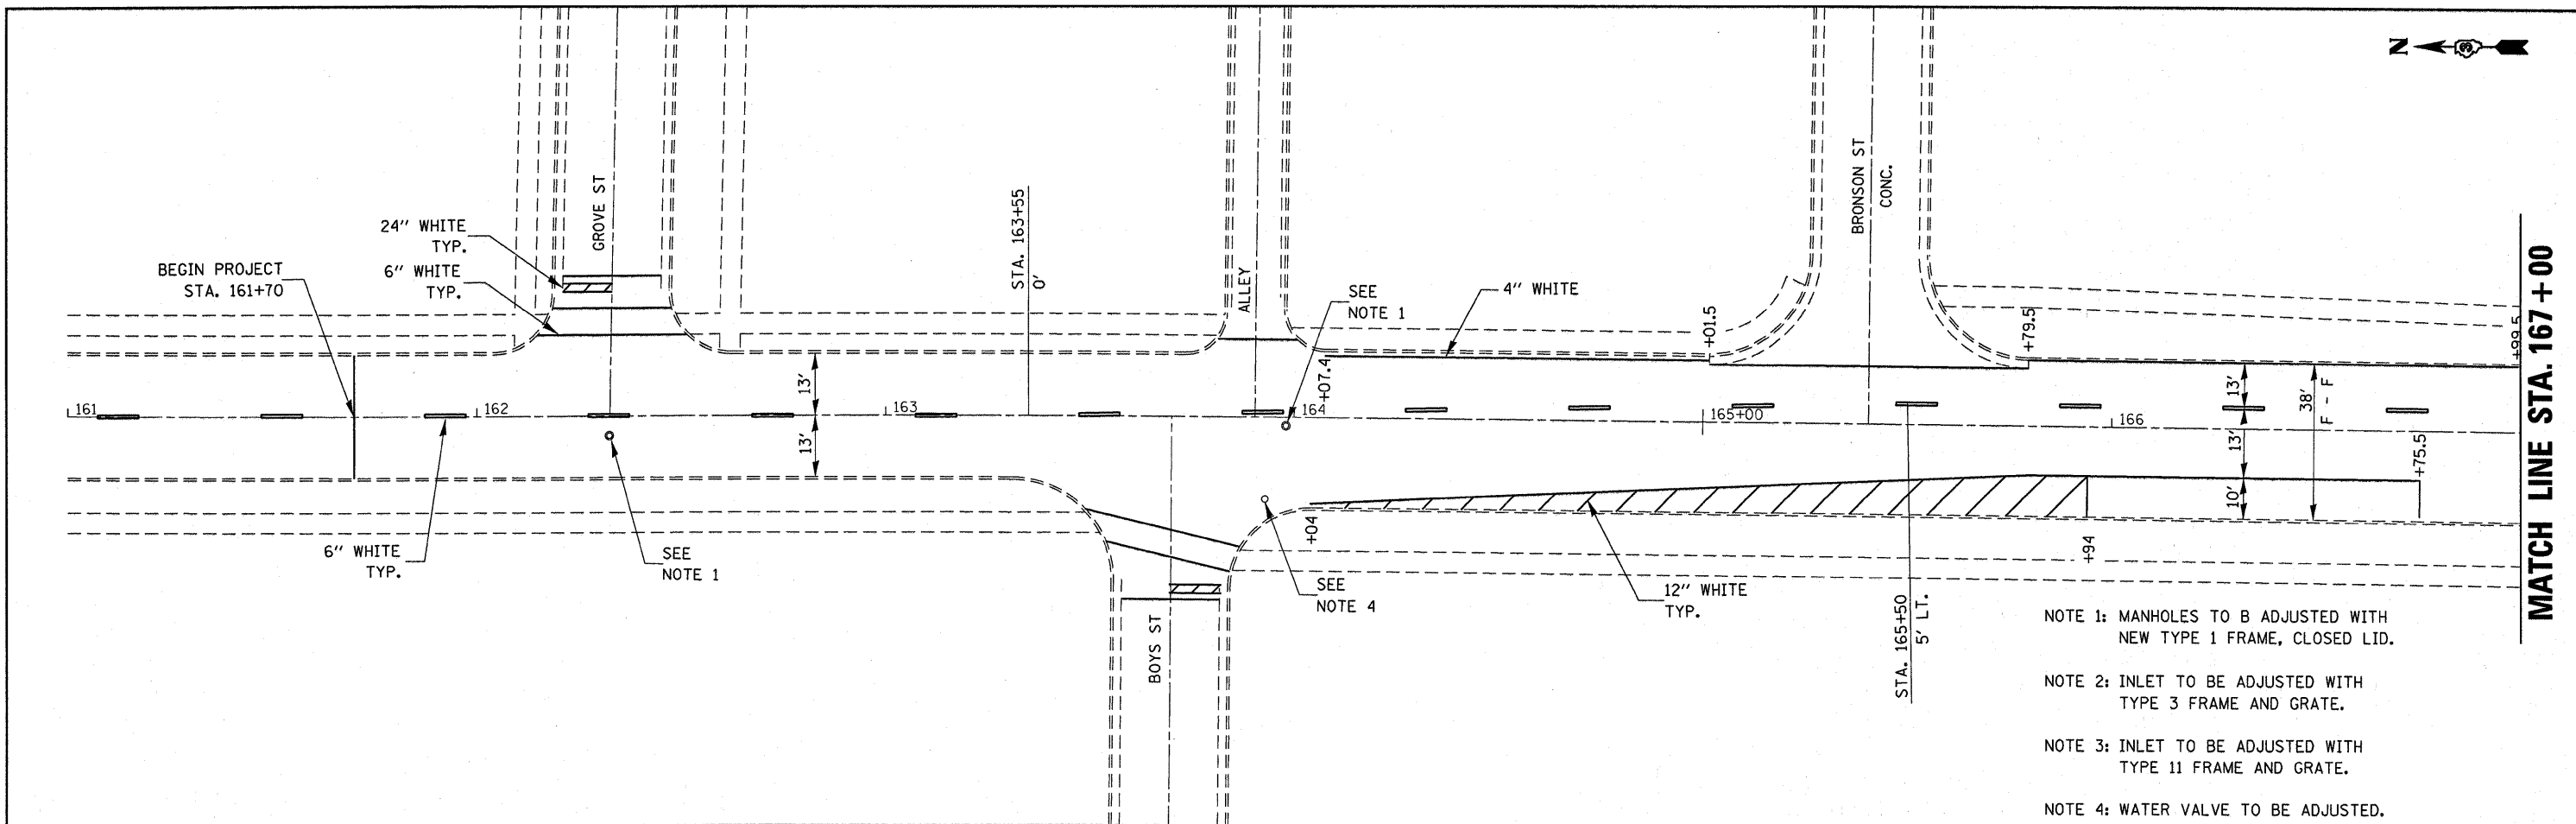 N
3
GROVE ST
24" WHITE
TYP.
6" WHITE
TYP.
BEGIN PROJECT
STA. 161+70
STA. 163+55
0'
ALLEY
SEE
NOTE 1
4" WHITE
BRONSON ST
CONC.
+01.5
+79.5
+99.5
MATCH LINE STA. 167+00
161
162
163
164
165+00
166
13'
13'
+07.4
13'
13'
10'
38'
F - F
+75.5
6" WHITE
TYP.
SEE
NOTE 1
BOYS ST
+04
SEE
NOTE 4
12" WHITE
TYP.
+94
STA. 165+50
5' LT.
NOTE 1: MANHOLES TO B ADJUSTED WITH
NEW TYPE 1 FRAME, CLOSED LID.
NOTE 2: INLET TO BE ADJUSTED WITH
TYPE 3 FRAME AND GRATE.
NOTE 3: INLET TO BE ADJUSTED WITH
TYPE 11 FRAME AND GRATE.
NOTE 4: WATER VALVE TO BE ADJUSTED.